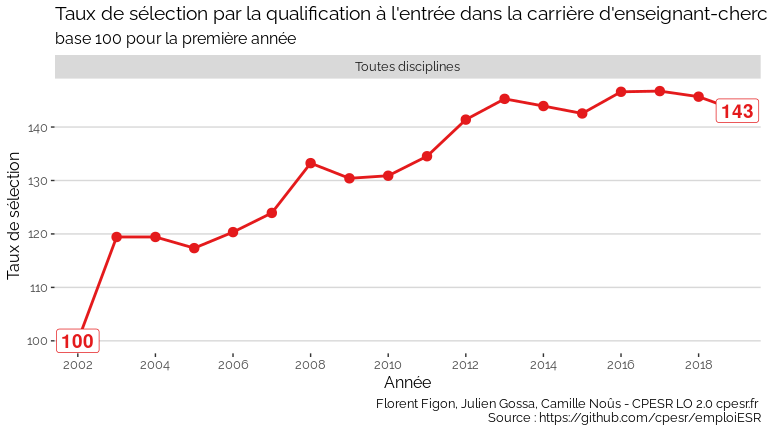 Taux de sélection par la qualification à l'entrée dans la carrière d'enseignant-cherc
base 100 pour la première année
Toutes disciplines
Taux de sélection
140
130
120
110
100
100
143
2002 2004 2006 2008 2010 2012 2014 2016 2018
Année
Florent Figon, Julien Gossa, Camille Noûs - CPESR LO 2.0 cpesr.fr
Source : https://github.com/cpesr/emploiESR